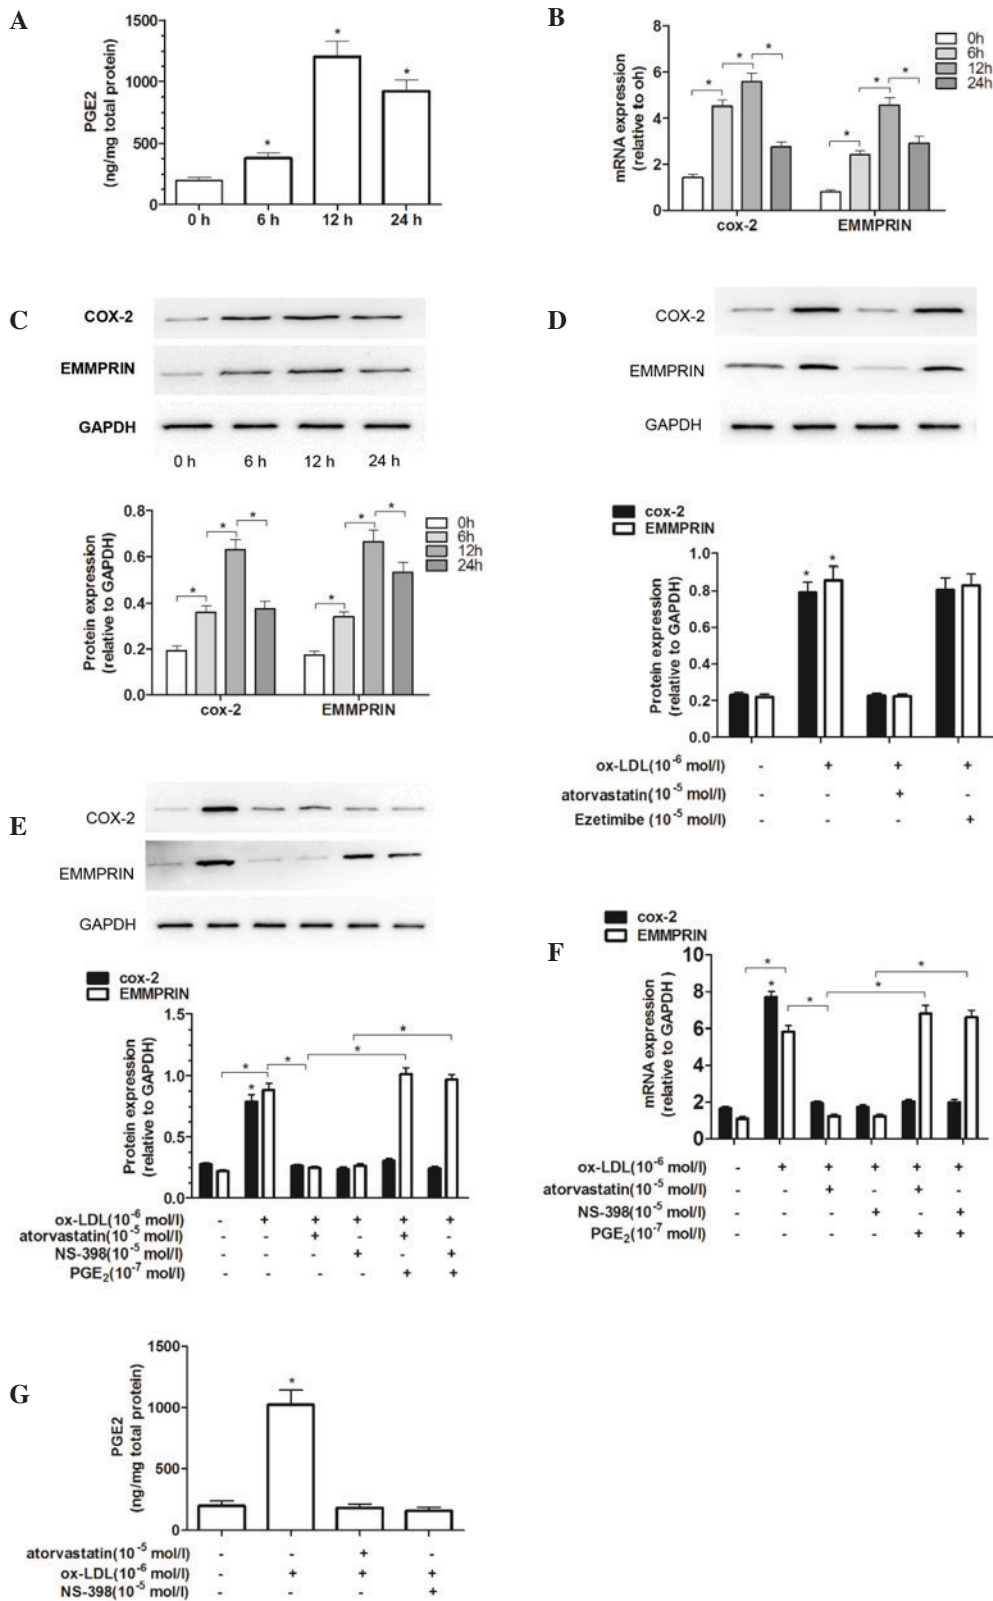 A
1500
1000
500
0
PGE2
(ng/mg total protein)
*
*
*
0 h
6 h
12 h
24 h
B
8
6
4
2
0
mRNA expression
(relative to oh)
* * *
* * *
cox-2
EMMPRIN
0h
6h
12h
24h
C
COX-2
EMMPRIN
GAPDH
0 h 6 h 12 h 24 h
0.8
0.6
0.4
0.2
0.0
Protein expression
(relative to GAPDH)
* * *
* * *
cox-2
EMMPRIN
0h
6h
12h
24h
D
COX-2
EMMPRIN
GAPDH
cox-2
EMMPRIN
1.0
0.8
0.6
0.4
0.2
0.0
Protein expression
(relative to GAPDH)
* *
ox-LDL(10-6 mol/l) - + + +
atorvastatin(10-5 mol/l) - - + -
Ezetimibe (10-5 mol/l) - - - +
E
COX-2
EMMPRIN
GAPDH
cox-2
EMMPRIN
1.5
1.0
0.5
0.0
Protein expression
(relative to GAPDH)
* * * * *
ox-LDL(10-6 mol/l) - + + + + +
atorvastatin(10-5 mol/l) - - + - + -
NS-398(10-5 mol/l) - - - + - +
PGE2(10-7 mol/l) - - - - + +
F
cox-2
EMMPRIN
10
8
6
4
2
0
mRNA expression
(relative to GAPDH )
* * * * *
ox-LDL(10-6 mol/l) - + + + + +
atorvastatin(10-5 mol/l) - - + - + -
NS-398(10-5 mol/l) - - - + - +
PGE2(10-7 mol/l) - - - - + +
G
1500
1000
500
0
PGE2
(ng/mg total protein)
*
atorvastatin(10-5 mol/l) - - + -
ox-LDL(10-6 mol/l) - + + +
NS-398(10-5 mol/l) - - - +